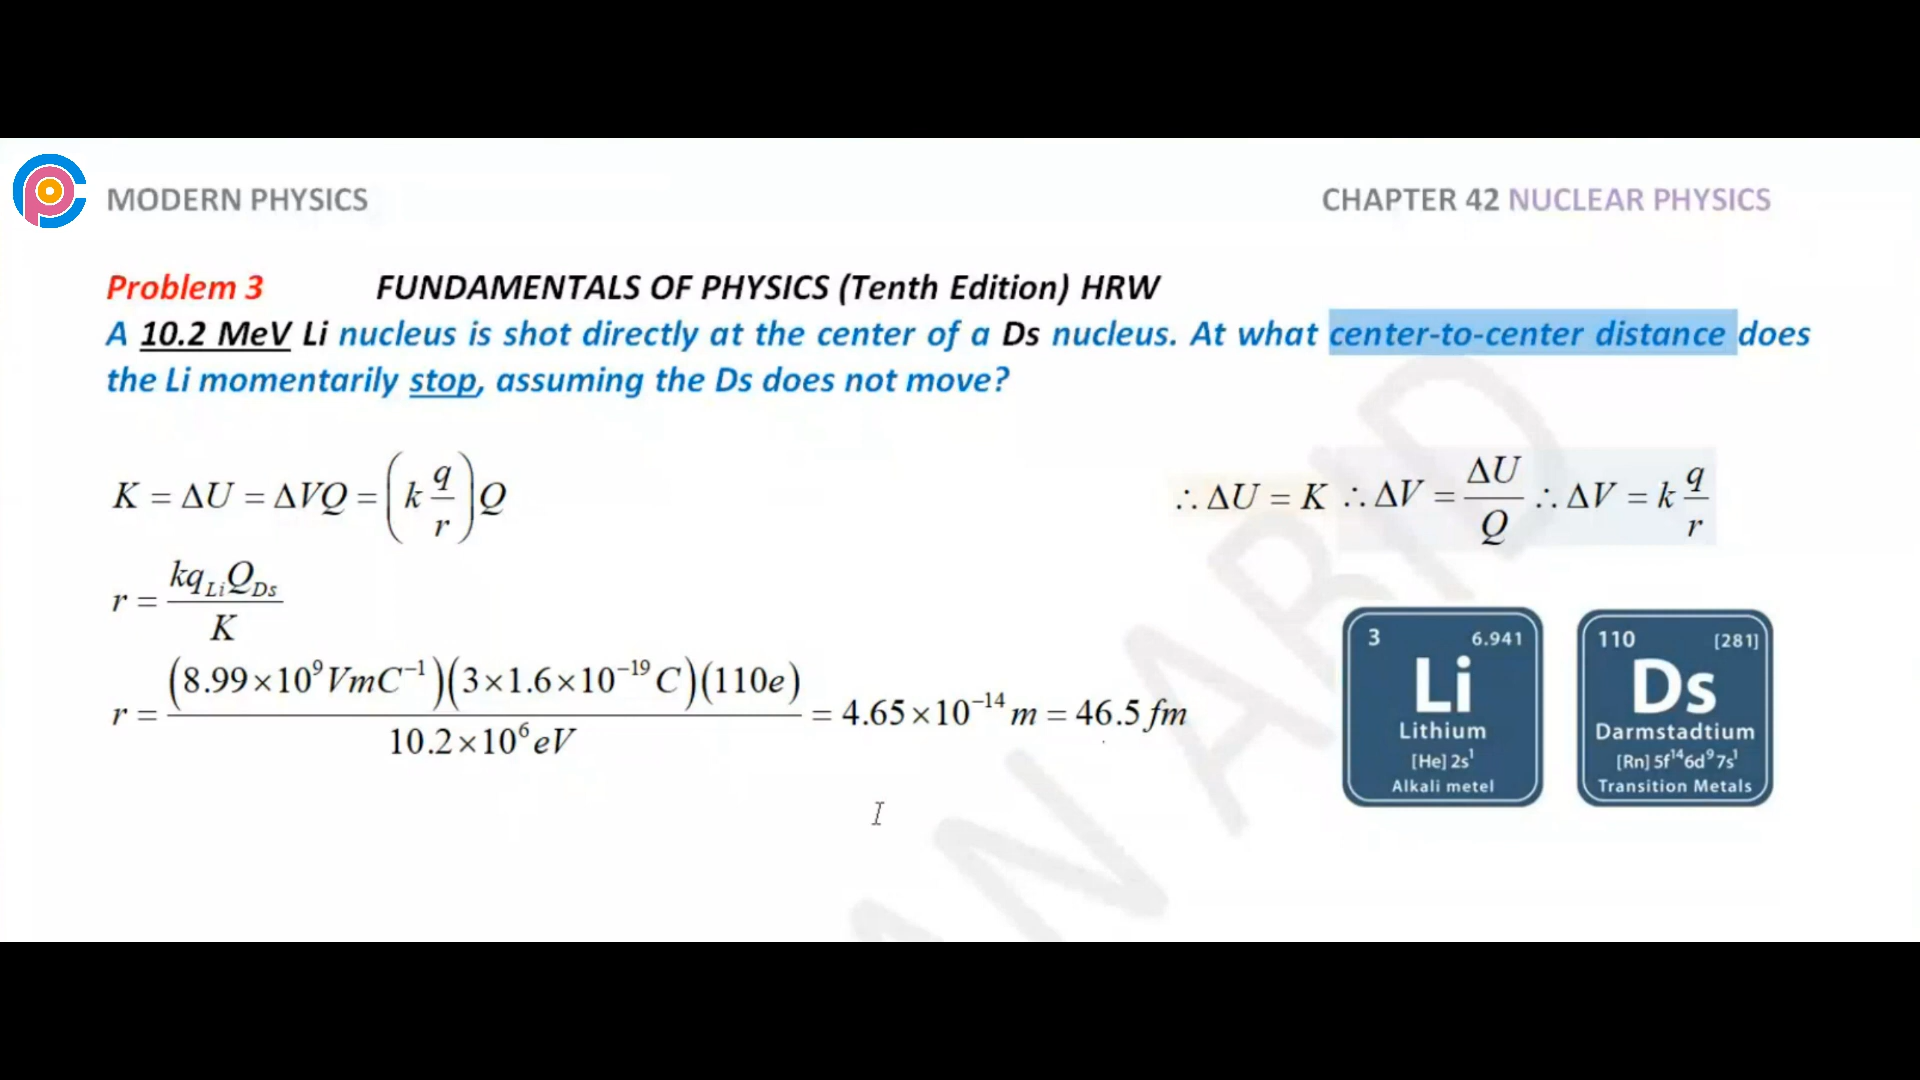 MODERN PHYSICS
CHAPTER 42 NUCLEAR PHYSICS
Problem 3 FUNDAMENTALS OF PHYSICS (Tenth Edition) HRW
A 10.2 MeV Li nucleus is shot directly at the center of a Ds nucleus. At what center-to-center distance does
the Li momentarily stop, assuming the Ds does not move?
K = ΔU = ΔVQ = (k q/r) Q
∴ ΔU = K ∴ ΔV = ΔU/Q ∴ ΔV = k q/r
r = kq_Li Q_Ds / K
r = (8.99×10⁹ VmC⁻¹)(3×1.6×10⁻¹⁹ C)(110e) / 10.2×10⁶ eV = 4.65×10⁻¹⁴ m = 46.5 fm
3 6.941
Li
Lithium
[He] 2s¹
Alkali metel
110 [281]
Ds
Darmstadtium
[Rn] 5f¹⁴6d⁹7s¹
Transition Metals